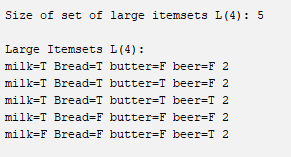 Size of set of large itemsets L(4): 5
Large Itemsets L(4):
milk=T Bread=T butter=F beer=F 2
milk=T Bread=F butter=T beer=F 2
milk=T Bread=F butter=T beer=T 2
milk=T Bread=F butter=F beer=T 2
milk=F Bread=F butter=F beer=T 2